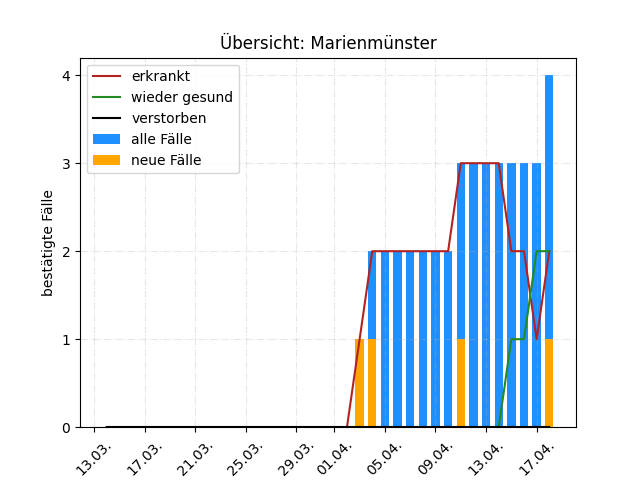 Übersicht: Marienmünster
bestätigte Fälle
4
3
2
1
0
erkrankt
wieder gesund
verstorben
alle Fälle
neue Fälle
13.03. 17.03. 21.03. 25.03. 29.03. 01.04. 05.04. 09.04. 13.04. 17.04.